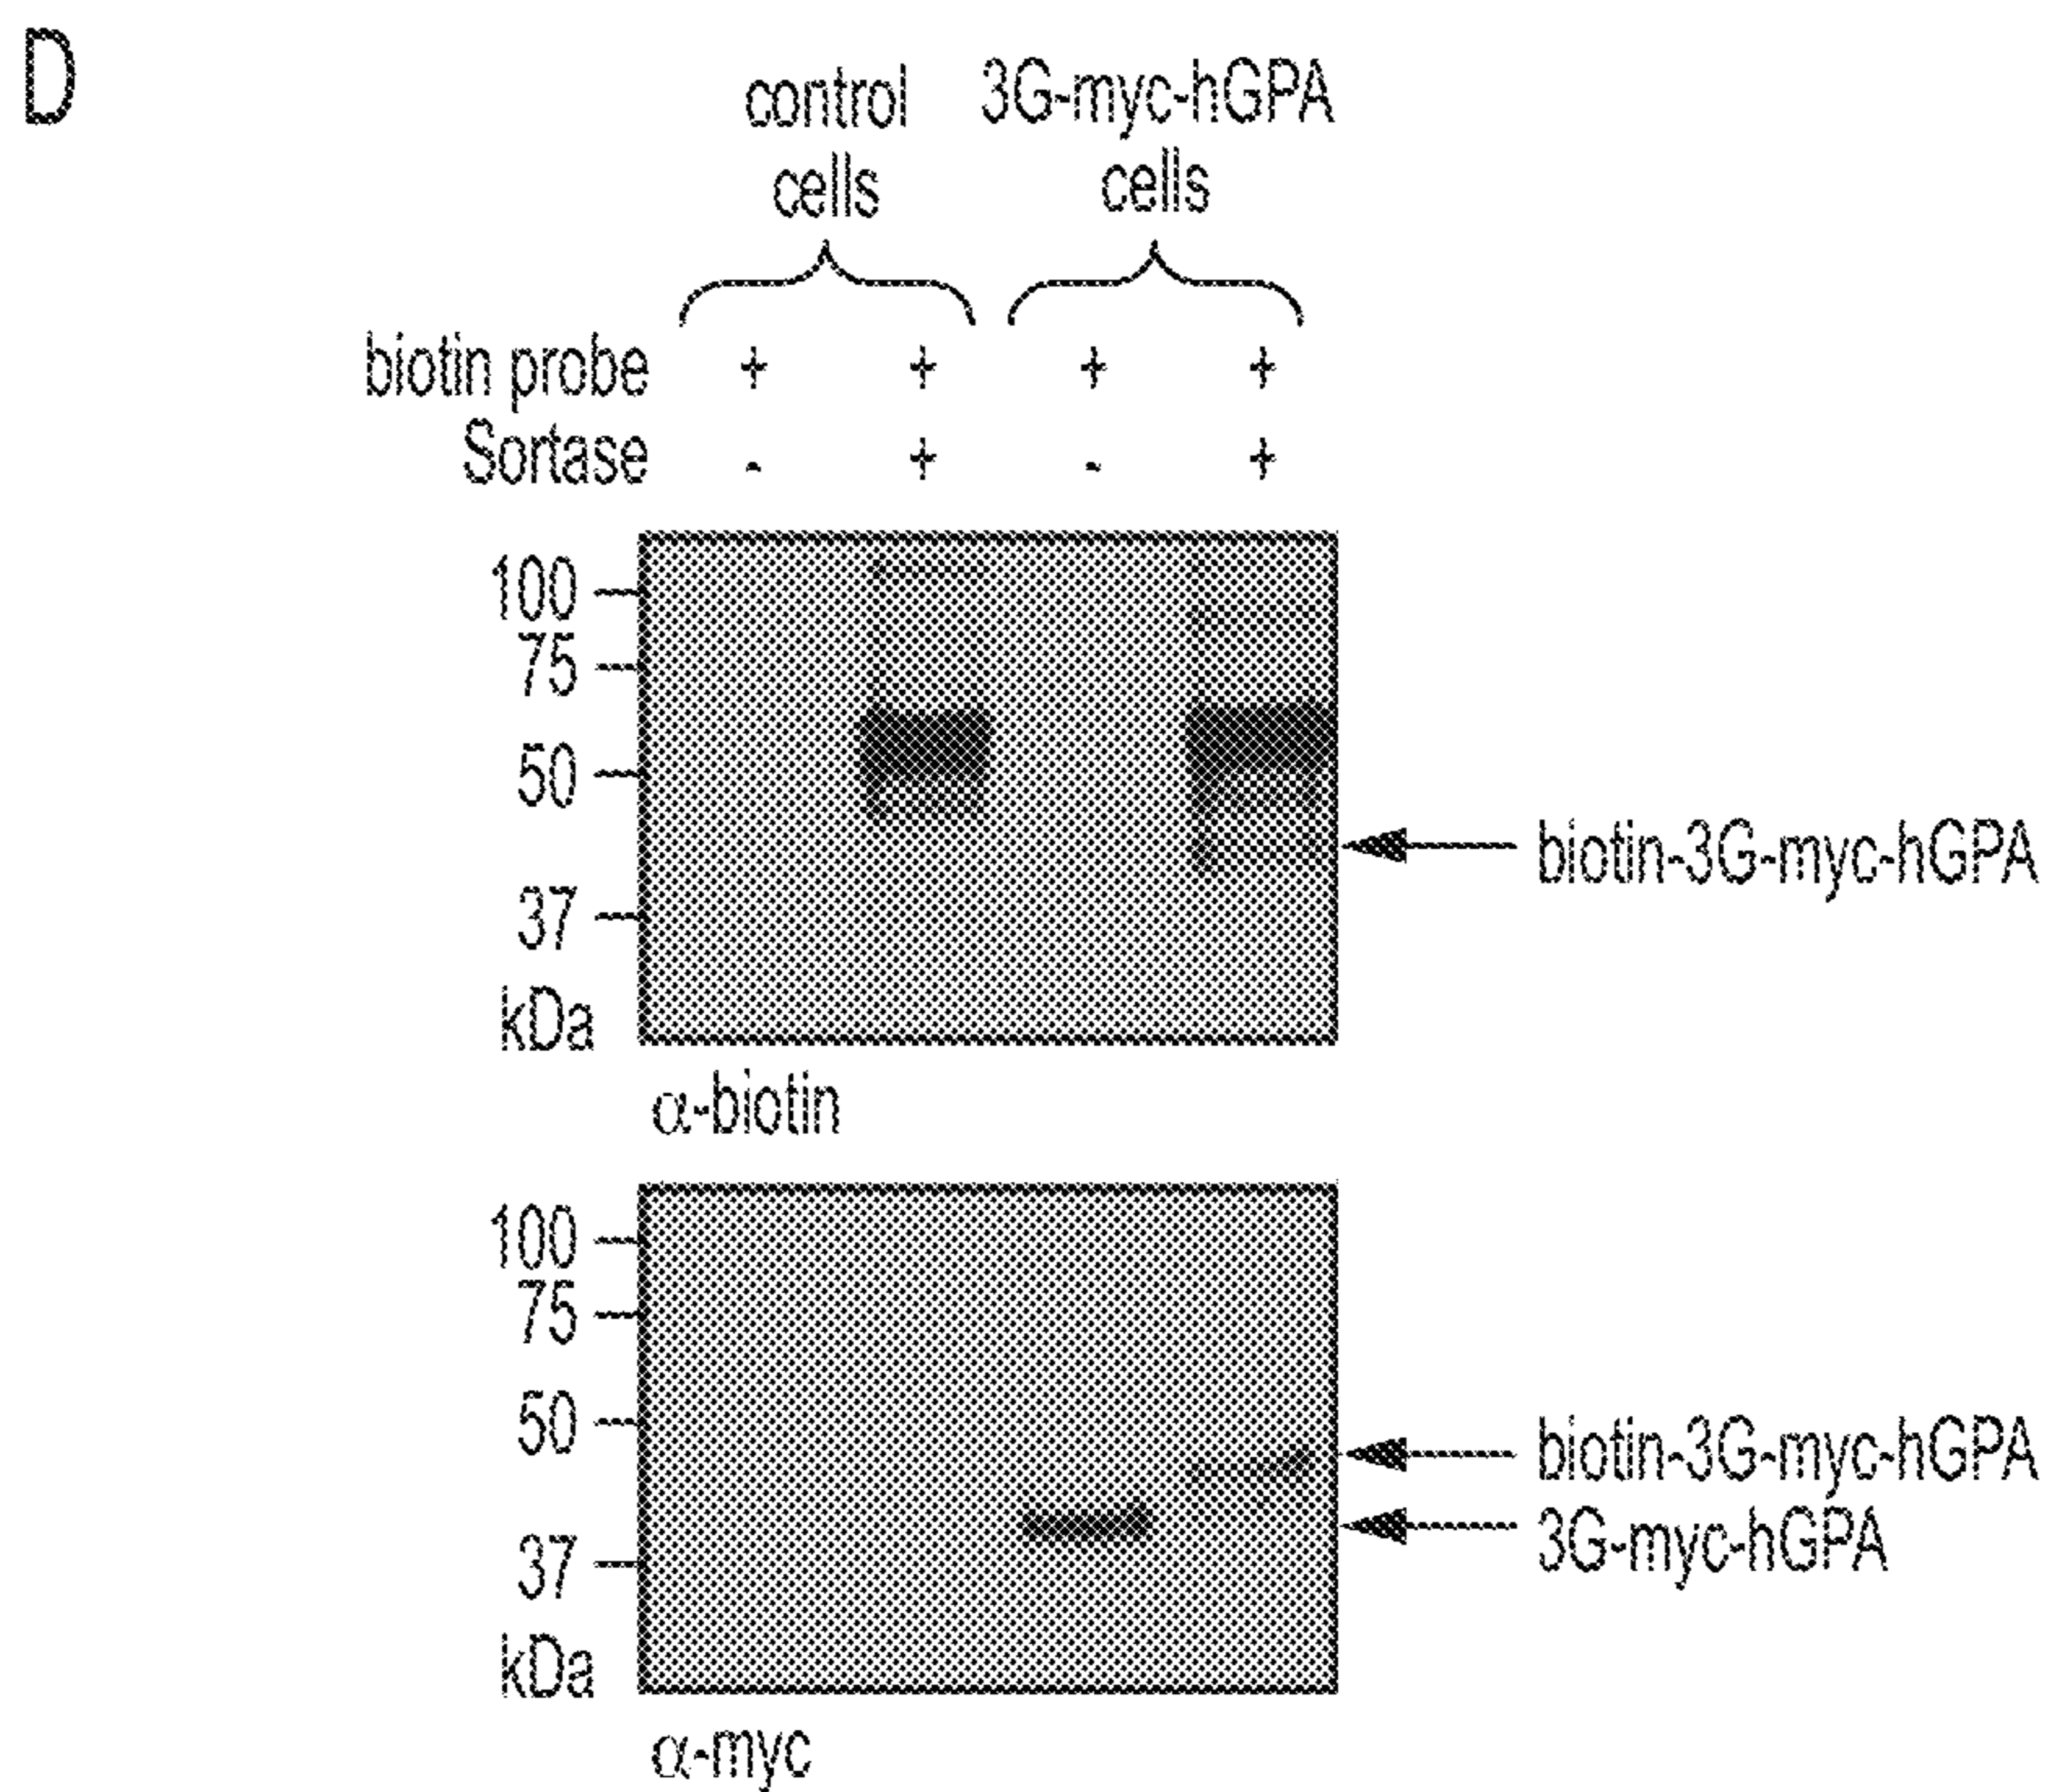 D
control 3G-myc-hGPA
cells cells
biotin probe + + + +
Sortase - + - +
100
75
50
biotin-3G-myc-hGPA
37
kDa
α-biotin
100
75
50
biotin-3G-myc-hGPA
3G-myc-hGPA
37
kDa
α-myc